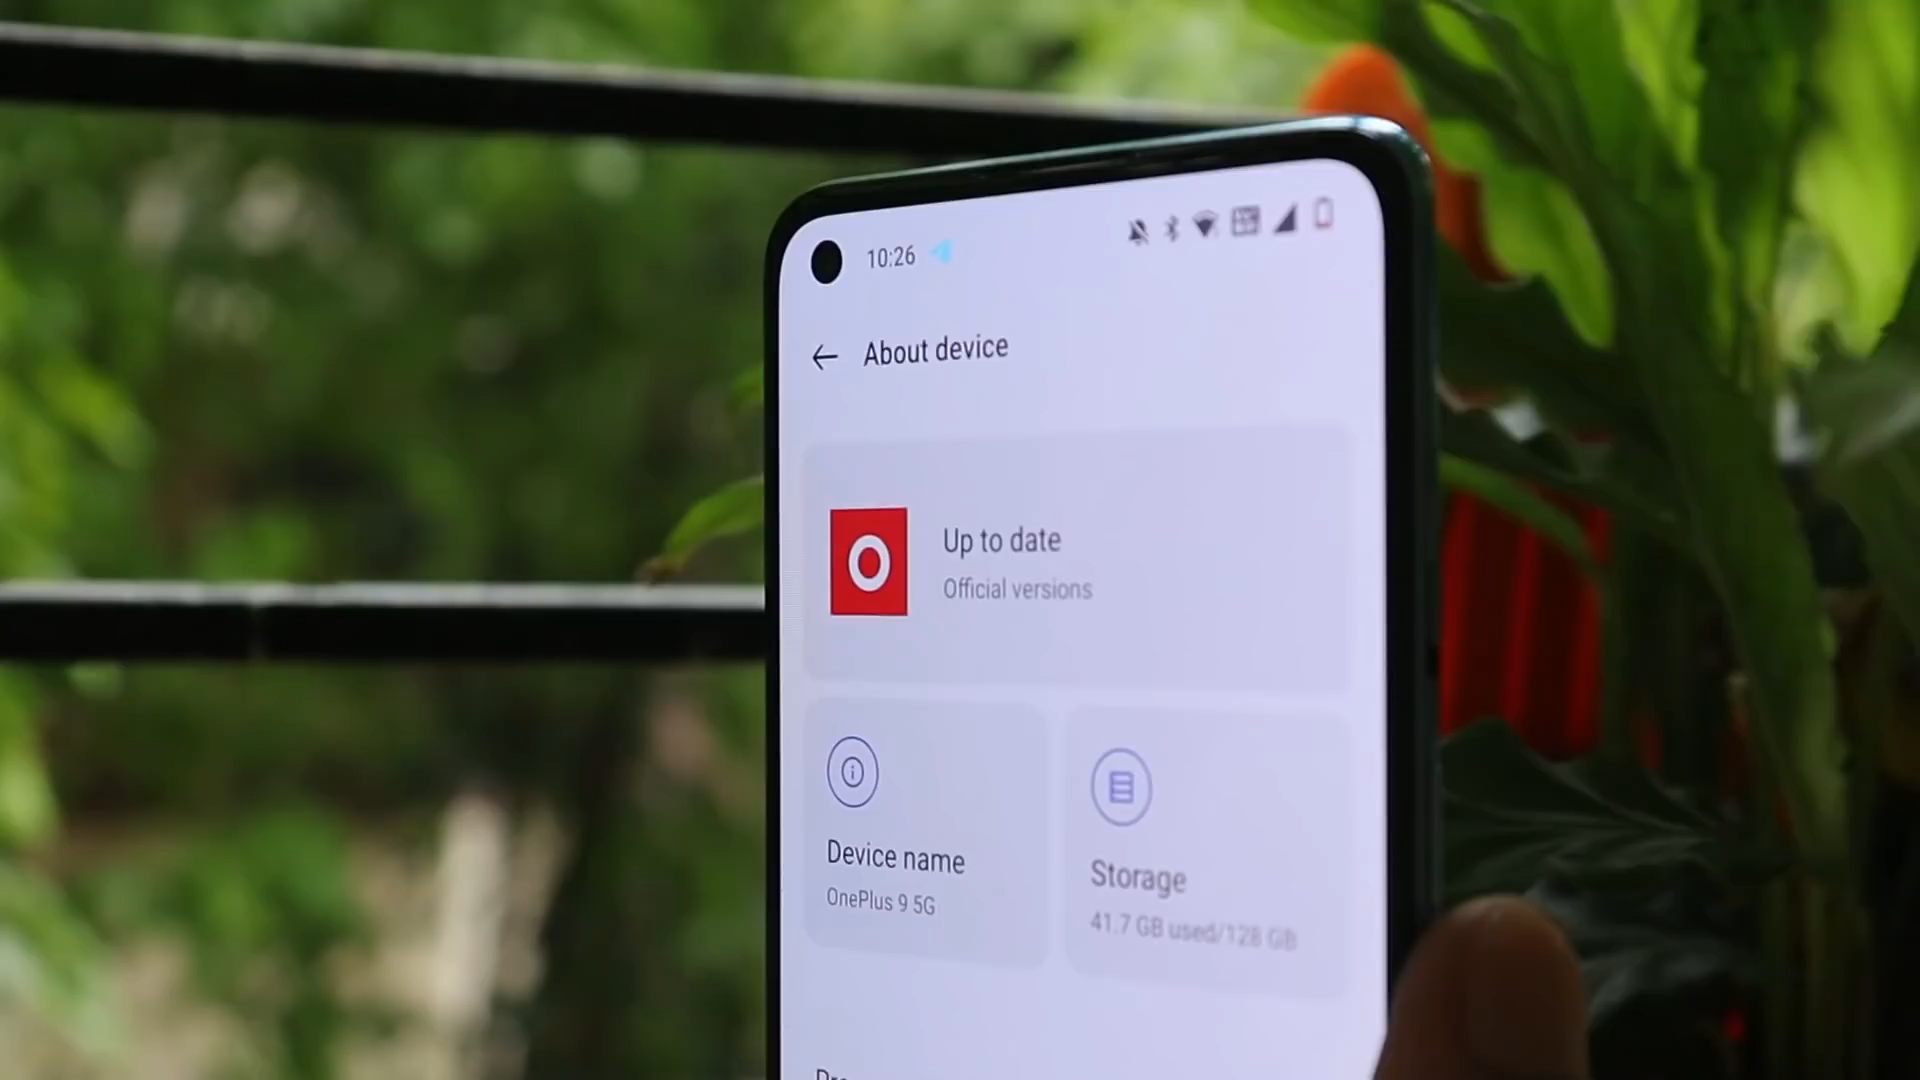 10:26
About device
Up to date
Official versions
Device name
OnePlus 9 5G
Storage
41.7 GB used/128 GB